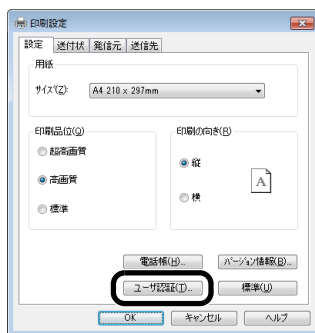 印刷設定
設定 送付状 発信元 送信先
用紙
サイズ(Z): A4 210 x 297mm
印刷品位(Q) 印刷の向き(R)
超高画質
高画質
標準
縦
横
A
電話帳(H)... バージョン情報(B)...
ユーザ認証(T)... 標準(U)
OK キャンセル ヘルプ